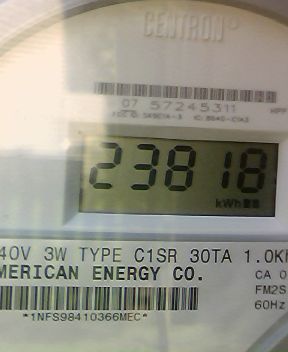 CENTRON
07 57245311
23818
kWh
40V 3W TYPE C1SR 30TA 1.0K
MERICAN ENERGY CO.
CA 0
FM2S
60Hz
*1NFS98410366MEC*